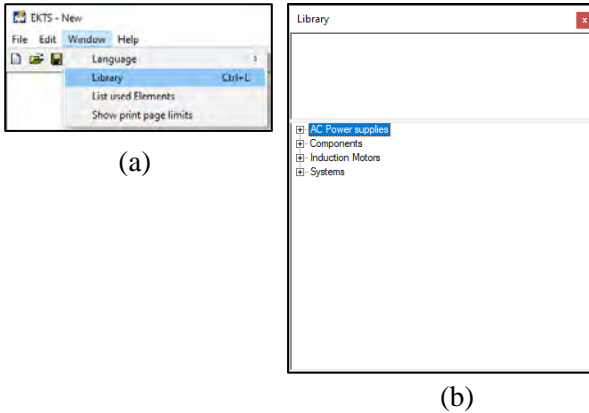 EKTS - New
File Edit Window Help
Language
Library Ctrl+L
List used Elements
Show print page limits
(a)
Library x
AC Power supplies
Components
Induction Motors
Systems
(b)